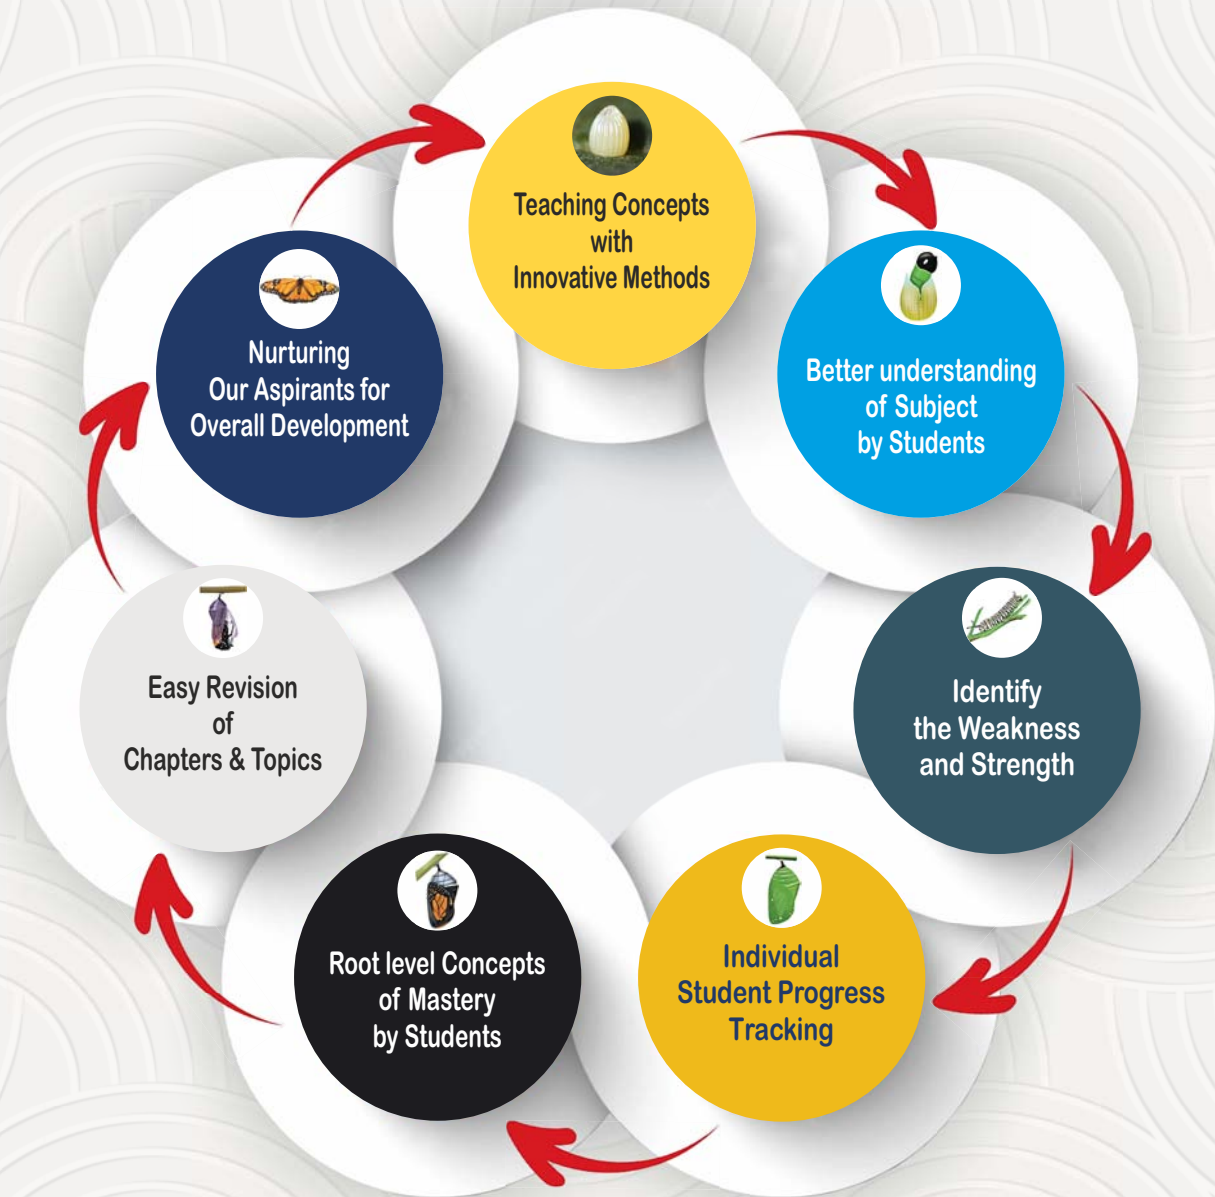 Teaching Concepts
with
Innovative Methods
Better understanding
of Subject
by Students
Identify
the Weakness
and Strength
Individual
Student Progress
Tracking
Root level Concepts
of Mastery
by Students
Easy Revision
of
Chapters & Topics
Nurturing
Our Aspirants for
Overall Development